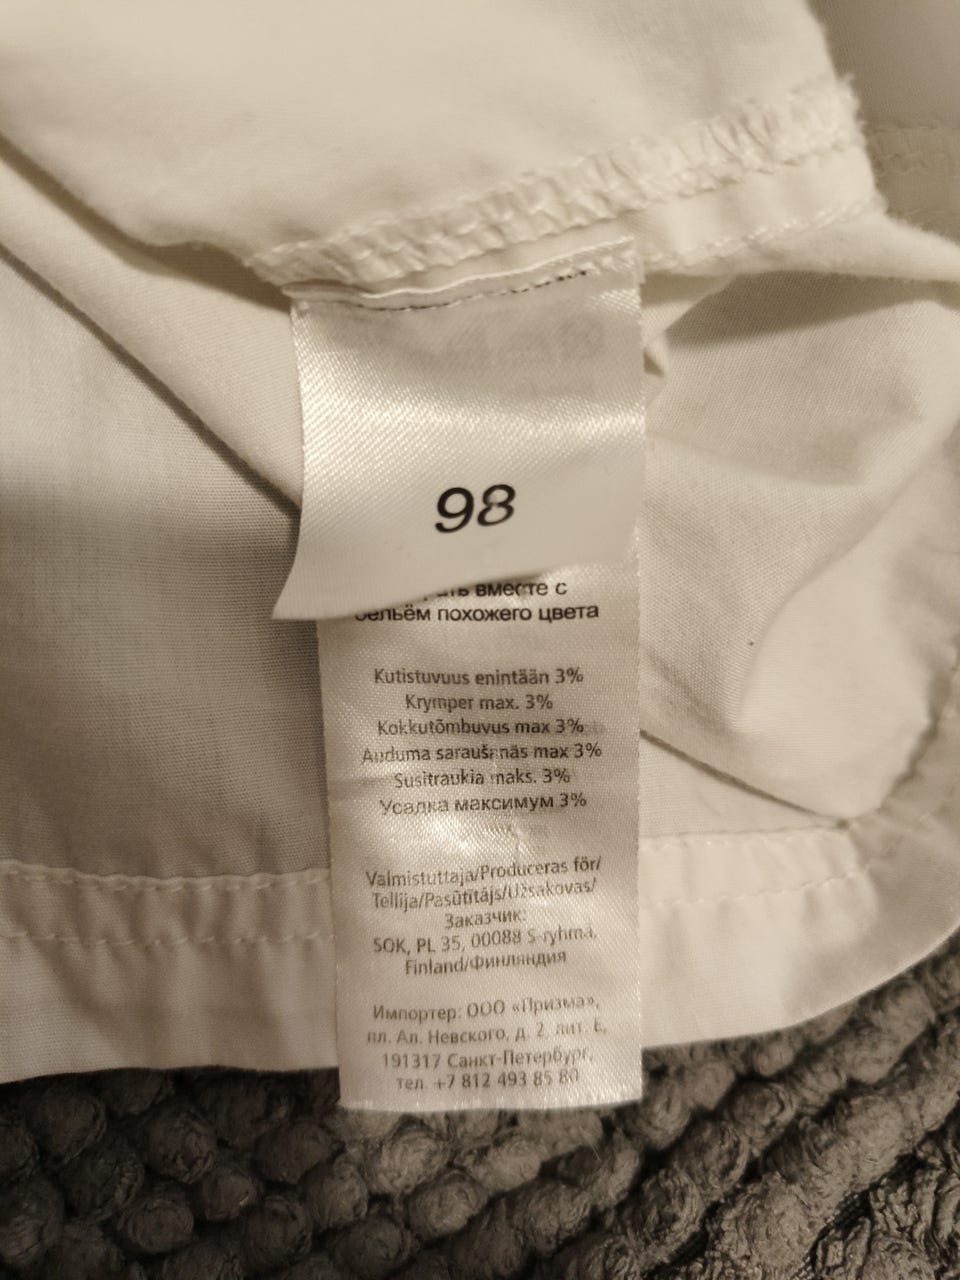 98
вместе с
бельём похожего цвета
Kutistuvuus enintään 3%
Krymper max. 3%
Kokkutõmbuvus max 3%
Auduma saraušanās max 3%
Susitraukia maks. 3%
Усадка максимум 3%
Valmistuttaja/Produceras för/
Tellija/Pasūtītājs/Užsakovas/
Заказчик:
SOK, PL 35, 00088 S-ryhmä,
Finland/Финляндия
Импортер: ООО «Призма»,
пл. Ал. Невского, д. 2. лит. Е,
191317 Санкт-Петербург,
тел. +7 812 493 85 80